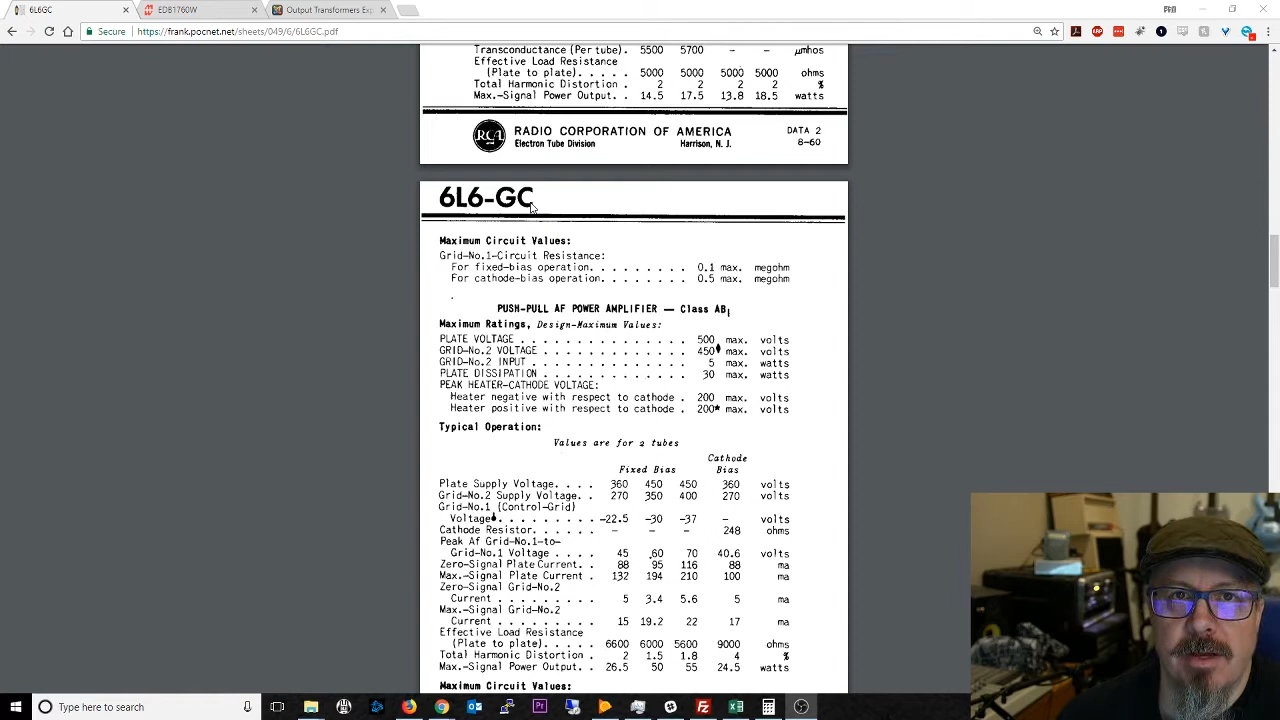 6L6GC
EDB1760W
Output Transformers Exp
Secure
https://frank.pocnet.net/sheets/049/6/6L6GC.pdf
Transconductance (Per tube). 5500 5700 – – μmhos
Effective Load Resistance
(Plate to plate). . . . . 5000 5000 5000 5000 ohms
Total Harmonic Distortion . 2 2 2 2 %
Max.-Signal Power Output. . 14.5 17.5 13.8 18.5 watts
RCA
RADIO CORPORATION OF AMERICA
Electron Tube Division Harrison, N. J.
DATA 2
8-60
6L6-GC
Maximum Circuit Values:
Grid-No.1-Circuit Resistance:
For fixed-bias operation. . . . . . . . . 0.1 max. megohm
For cathode-bias operation. . . . . . . . 0.5 max. megohm
PUSH-PULL AF POWER AMPLIFIER — Class AB1
Maximum Ratings, Design-Maximum Values:
PLATE VOLTAGE . . . . . . . . . . . . . . . 500 max. volts
GRID-No.2 VOLTAGE . . . . . . . . . . . . . 450♦ max. volts
GRID-No.2 INPUT . . . . . . . . . . . . . . 5 max. watts
PLATE DISSIPATION . . . . . . . . . . . . . 30 max. watts
PEAK HEATER-CATHODE VOLTAGE:
Heater negative with respect to cathode . 200 max. volts
Heater positive with respect to cathode . 200* max. volts
Typical Operation:
Values are for 2 tubes
Cathode
Fixed Bias Bias
Plate Supply Voltage. . . . 360 450 450 360 volts
Grid-No.2 Supply Voltage. . 270 350 400 270 volts
Grid-No.1 (Control-Grid)
Voltage . . . . . . . . . –22.5 –30 –37 – volts
Cathode Resistor. . . . . . – – – 248 ohms
Peak Af Grid-No.1-to-
Grid-No.1 Voltage . . . . 45 60 70 40.6 volts
Zero-Signal Plate Current. . 88 95 116 88 ma
Max.-Signal Plate Current . 132 194 210 100 ma
Zero-Signal Grid-No.2
Current . . . . . . . . . 5 3.4 5.6 5 ma
Max.-Signal Grid-No.2
Current . . . . . . . . . 15 19.2 22 17 ma
Effective Load Resistance
(Plate to plate). . . . . 6600 6000 5600 9000 ohms
Total Harmonic Distortion . 2 1.5 1.8 4 %
Max.-Signal Power Output. . 26.5 50 55 24.5 watts
Maximum Circuit Values:
Type here to search